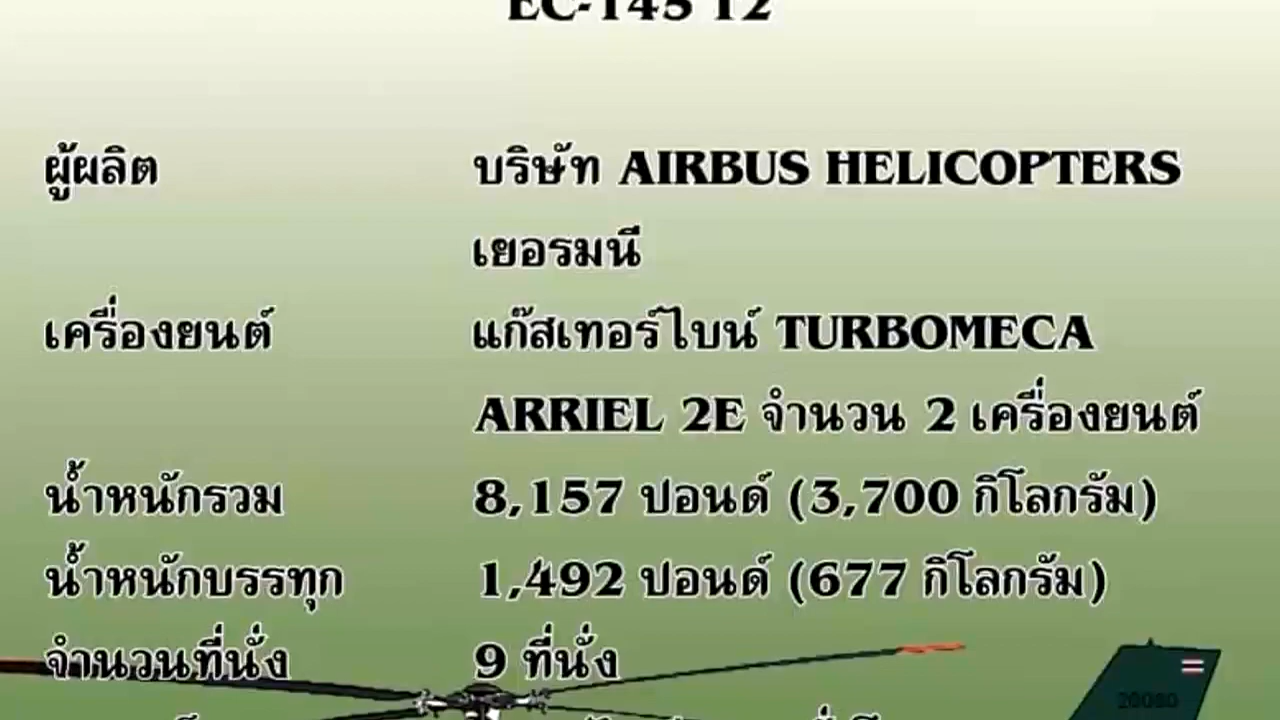 EC-145 T2
ผู้ผลิต บริษัท AIRBUS HELICOPTERS
เยอรมนี
เครื่องยนต์ แก๊สเทอร์ไบน์ TURBOMECA
ARRIEL 2E จำนวน 2 เครื่องยนต์
น้ำหนักรวม 8,157 ปอนด์ (3,700 กิโลกรัม)
น้ำหนักบรรทุก 1,492 ปอนด์ (677 กิโลกรัม)
จำนวนที่นั่ง 9 ที่นั่ง